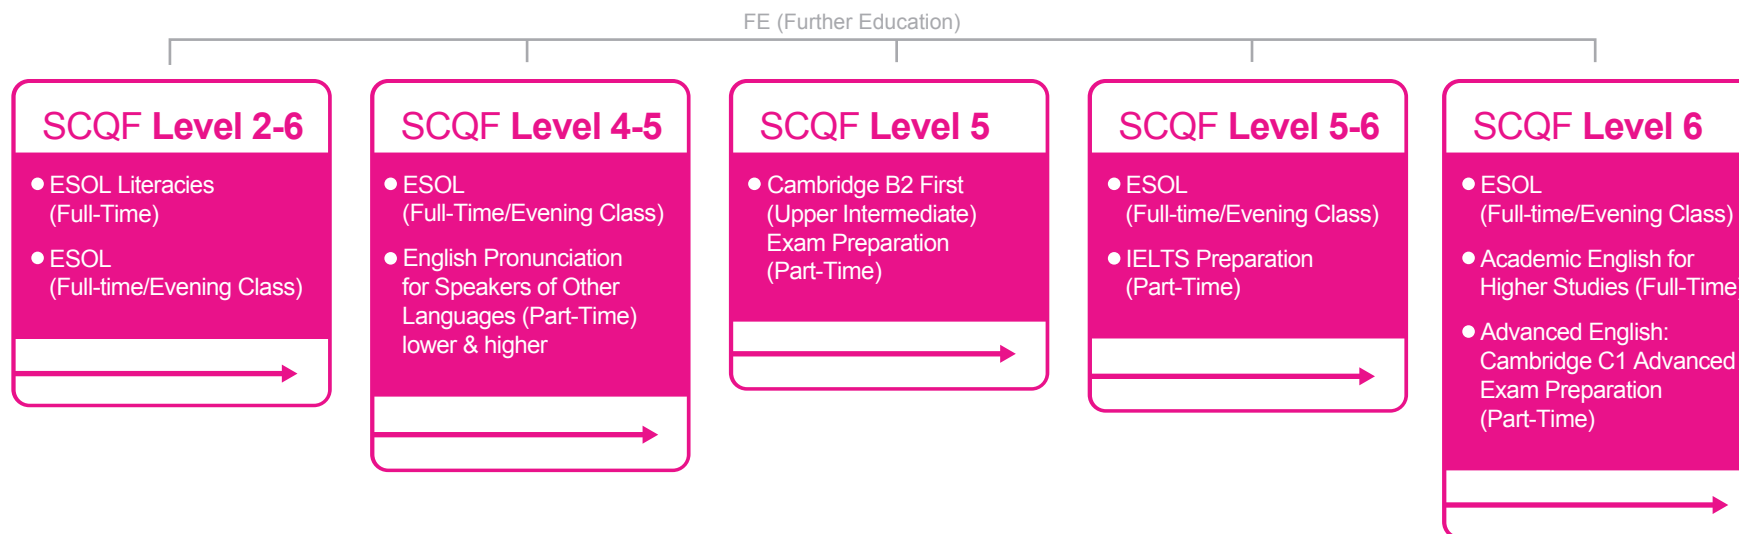 FE (Further Education)
SCQF Level 2-6
ESOL Literacies
(Full-Time)
ESOL
(Full-time/Evening Class)
SCQF Level 4-5
ESOL
(Full-Time/Evening Class)
English Pronunciation
for Speakers of Other
Languages (Part-Time)
lower & higher
SCQF Level 5
Cambridge B2 First
(Upper Intermediate)
Exam Preparation
(Part-Time)
SCQF Level 5-6
ESOL
(Full-time/Evening Class)
IELTS Preparation
(Part-Time)
SCQF Level 6
ESOL
(Full-time/Evening Class)
Academic English for
Higher Studies (Full-Time)
Advanced English:
Cambridge C1 Advanced
Exam Preparation
(Part-Time)